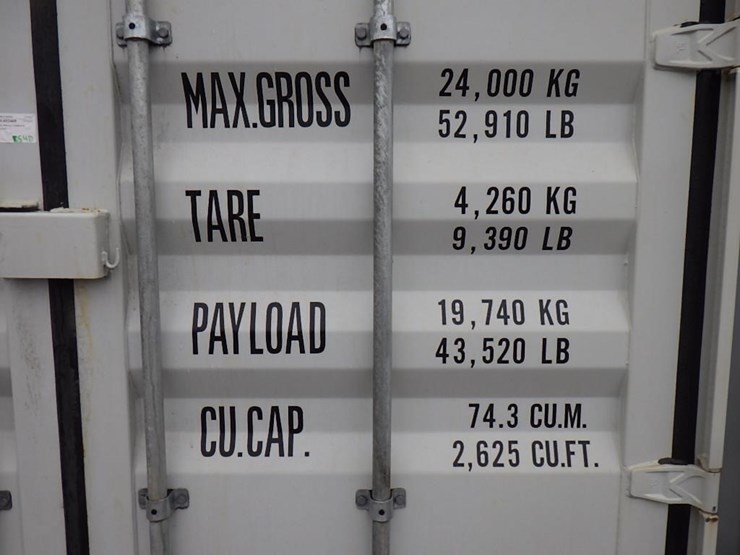 MAX.GROSS 24,000 KG
52,910 LB
TARE 4,260 KG
9,390 LB
PAYLOAD 19,740 KG
43,520 LB
CU.CAP. 74.3 CU.M.
2,625 CU.FT.